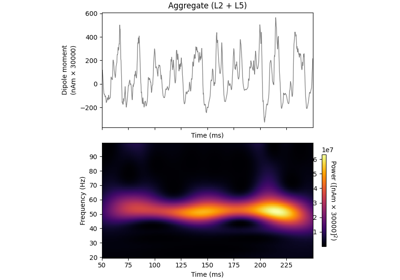 Aggregate (L2 + L5)
Dipole moment
(nAm × 30000)
600
400
200
0
−200
Time (ms)
Frequency (Hz)
90
80
70
60
50
40
30
20
50 75 100 125 150 175 200 225
Time (ms)
1e7
6
5
4
3
2
1
Power ([nAm × 30000]²)